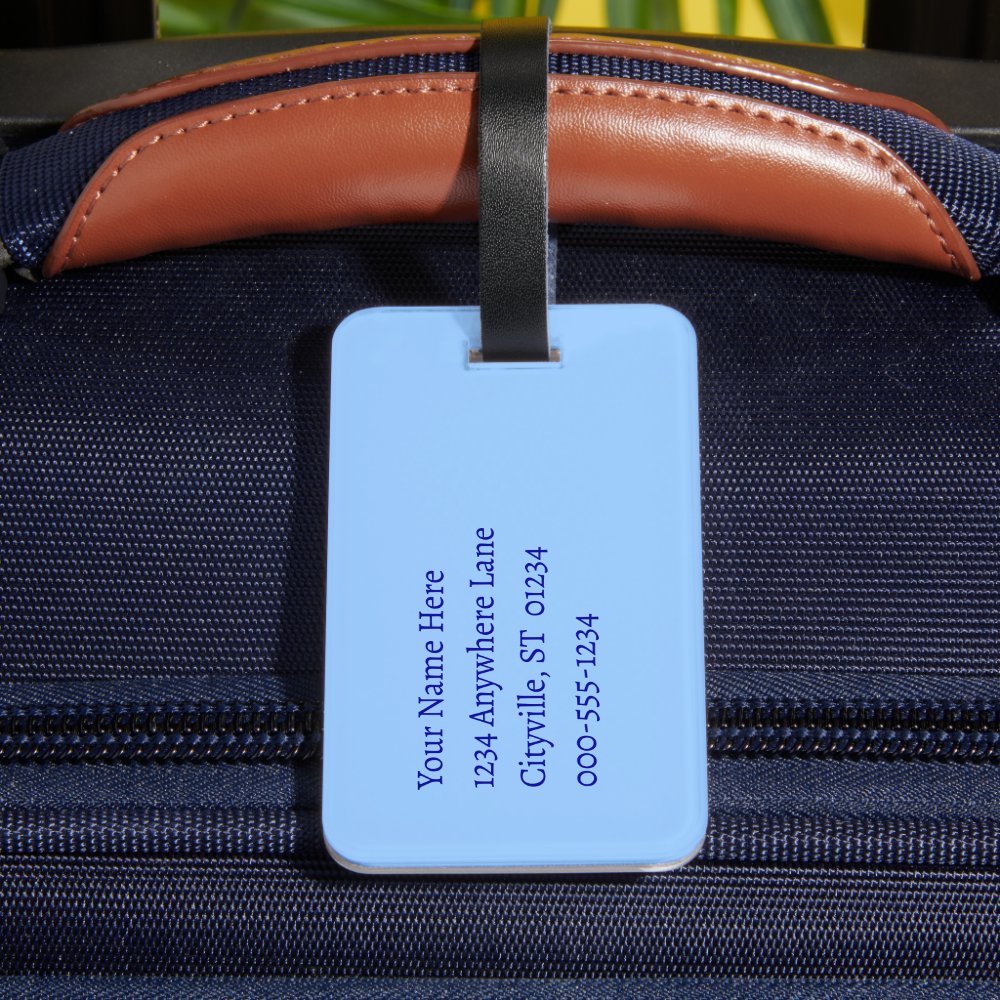 Your Name Here
1234 Anywhere Lane
Cityville, ST 01234
000-555-1234